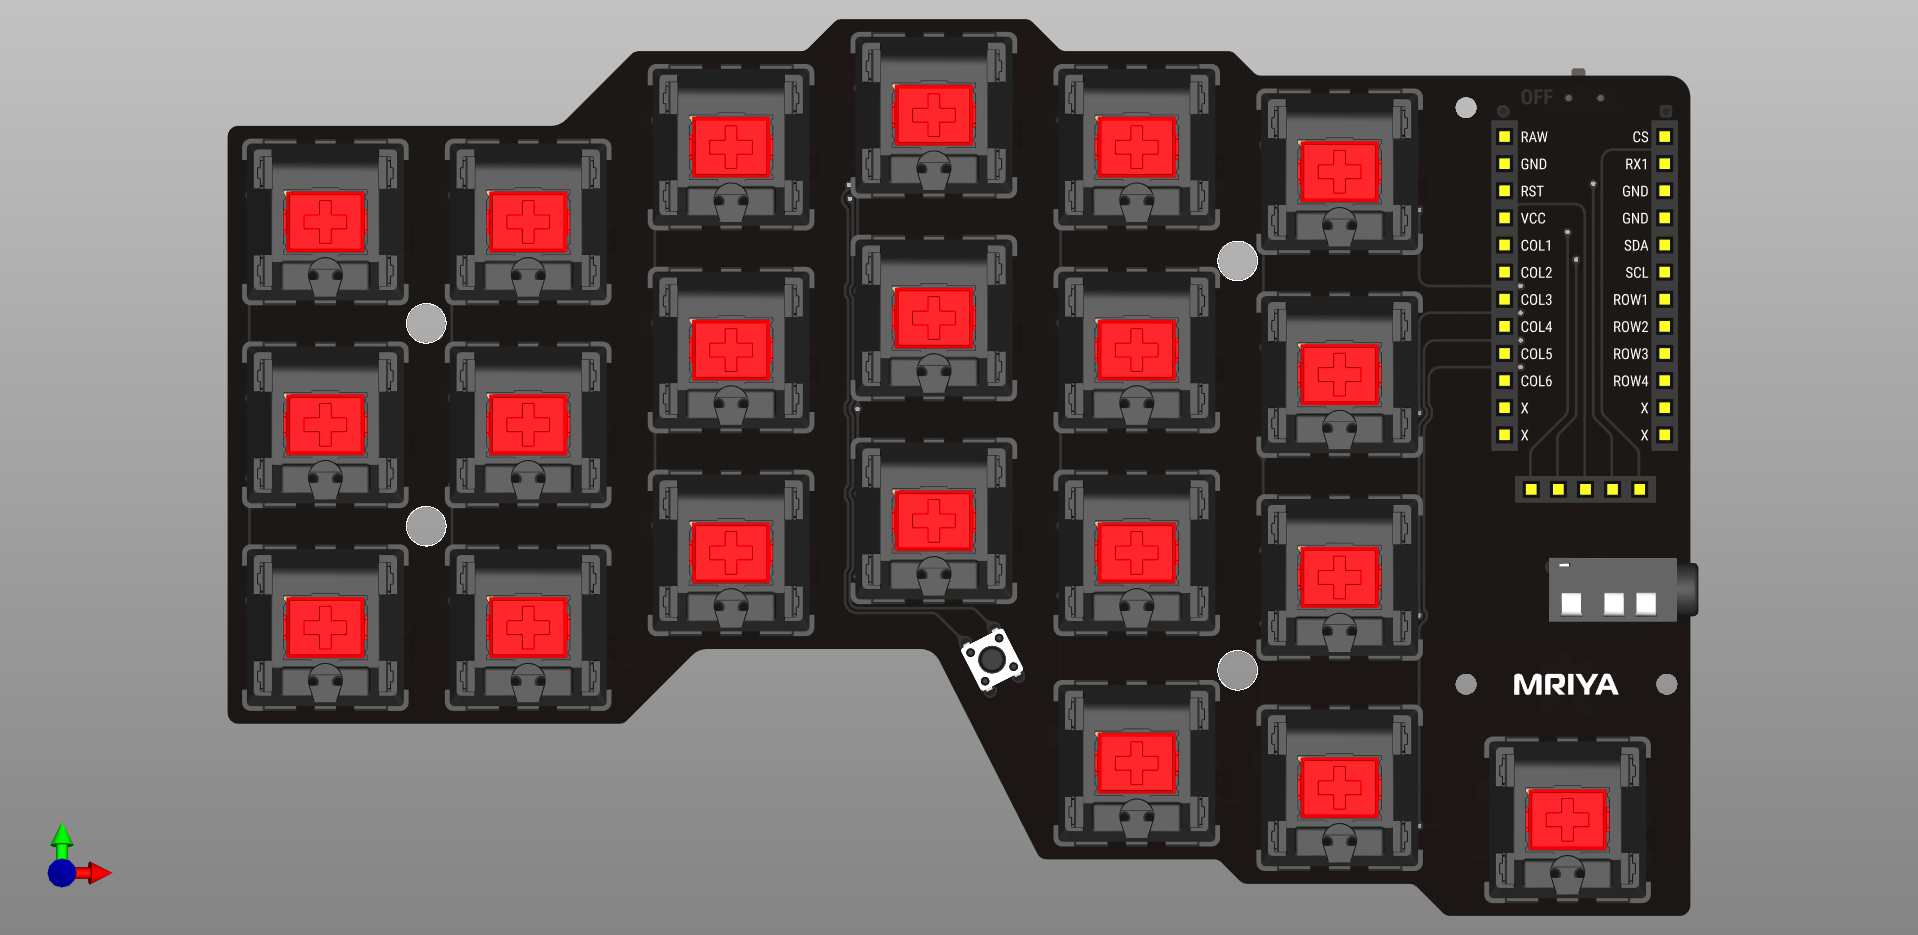 OFF
RAW CS
GND RX1
RST GND
VCC GND
COL1 SDA
COL2 SCL
COL3 ROW1
COL4 ROW2
COL5 ROW3
COL6 ROW4
X X
X X
MRIYA